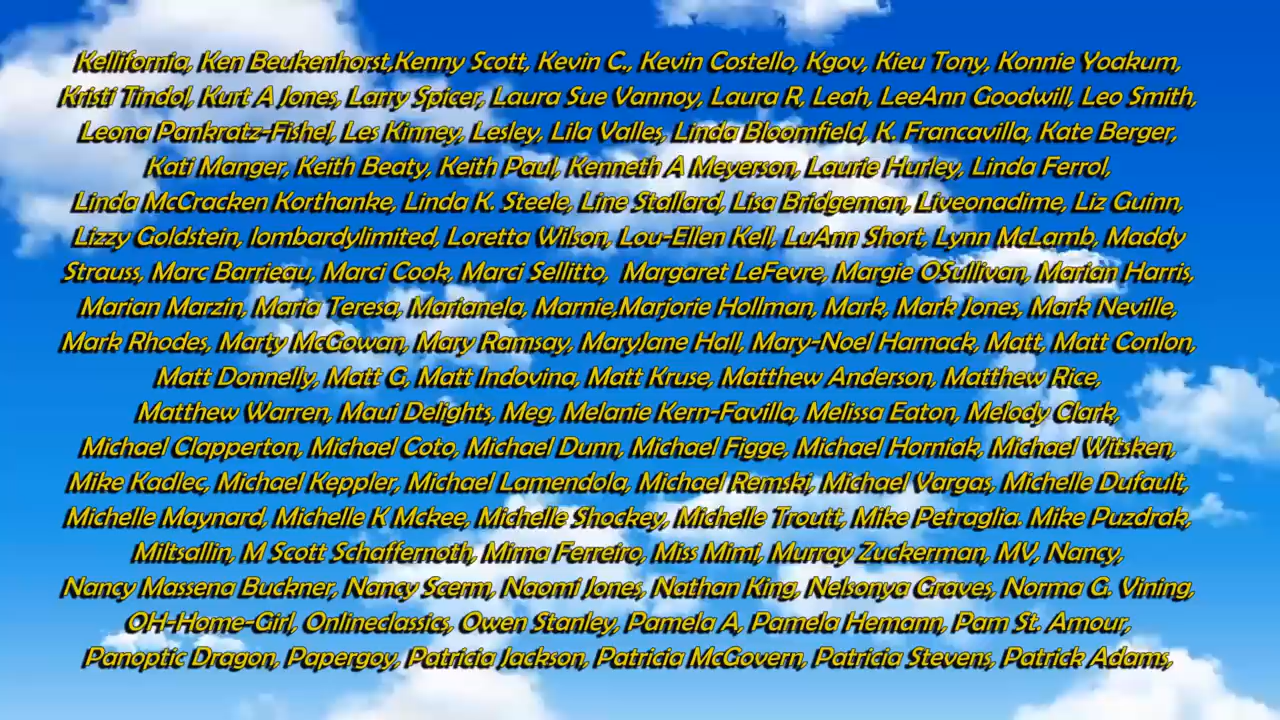 Kellifornia, Ken Beukenhorst,Kenny Scott, Kevin C., Kevin Costello, Kgov, Kieu Tony, Konnie Yoakum,
Kristi Tindol, Kurt A Jones, Larry Spicer, Laura Sue Vannoy, Laura R, Leah, LeeAnn Goodwill, Leo Smith,
Leona Pankratz-Fishel, Les Kinney, Lesley, Lila Valles, Linda Bloomfield, K. Francavilla, Kate Berger,
Kati Manger, Keith Beaty, Keith Paul, Kenneth A Meyerson, Laurie Hurley, Linda Ferrol,
Linda McCracken Korthanke, Linda K. Steele, Line Stallard, Lisa Bridgeman, Liveonadime, Liz Guinn,
Lizzy Goldstein, lombardylimited, Loretta Wilson, Lou-Ellen Kell, LuAnn Short, Lynn McLamb, Maddy
Strauss, Marc Barrieau, Marci Cook, Marci Sellitto, Margaret LeFevre, Margie OSullivan, Marian Harris,
Marian Marzin, Maria Teresa, Marianela, Marnie,Marjorie Hollman, Mark, Mark Jones, Mark Neville,
Mark Rhodes, Marty McGowan, Mary Ramsay, MaryJane Hall, Mary-Noel Harnack, Matt, Matt Conlon,
Matt Donnelly, Matt G, Matt Indovina, Matt Kruse, Matthew Anderson, Matthew Rice,
Matthew Warren, Maui Delights, Meg, Melanie Kern-Favilla, Melissa Eaton, Melody Clark,
Michael Clapperton, Michael Coto, Michael Dunn, Michael Figge, Michael Horniak, Michael Witsken,
Mike Kadlec, Michael Keppler, Michael Lamendola, Michael Remski, Michael Vargas, Michelle Dufault,
Michelle Maynard, Michelle K Mckee, Michelle Shockey, Michelle Troutt, Mike Petraglia. Mike Puzdrak,
Miltsallin, M Scott Schaffernoth, Mirna Ferreiro, Miss Mimi, Murray Zuckerman, MV, Nancy,
Nancy Massena Buckner, Nancy Scerm, Naomi Jones, Nathan King, Nelsonya Graves, Norma G. Vining,
OH-Home-Girl, Onlineclassics, Owen Stanley, Pamela A, Pamela Hemann, Pam St. Amour,
Panoptic Dragon, Papergoy, Patricia Jackson, Patricia McGovern, Patricia Stevens, Patrick Adams,